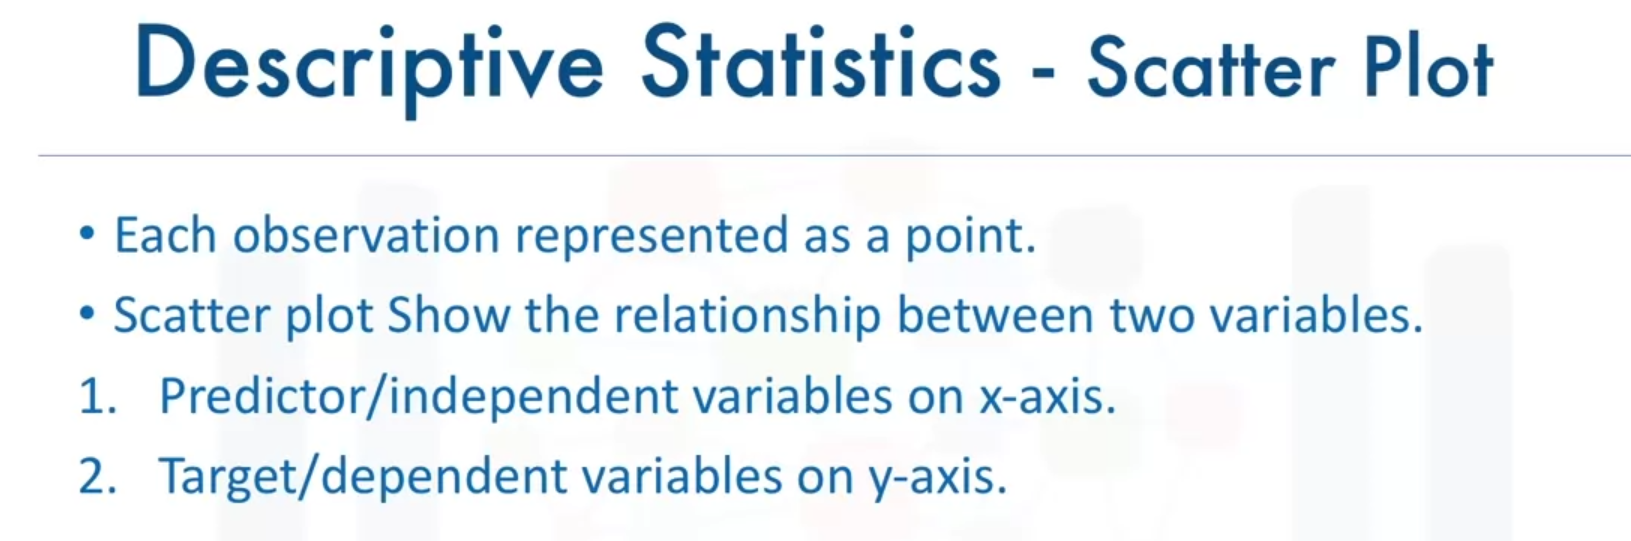 Descriptive Statistics - Scatter Plot
• Each observation represented as a point.
• Scatter plot Show the relationship between two variables.
1. Predictor/independent variables on x-axis.
2. Target/dependent variables on y-axis.